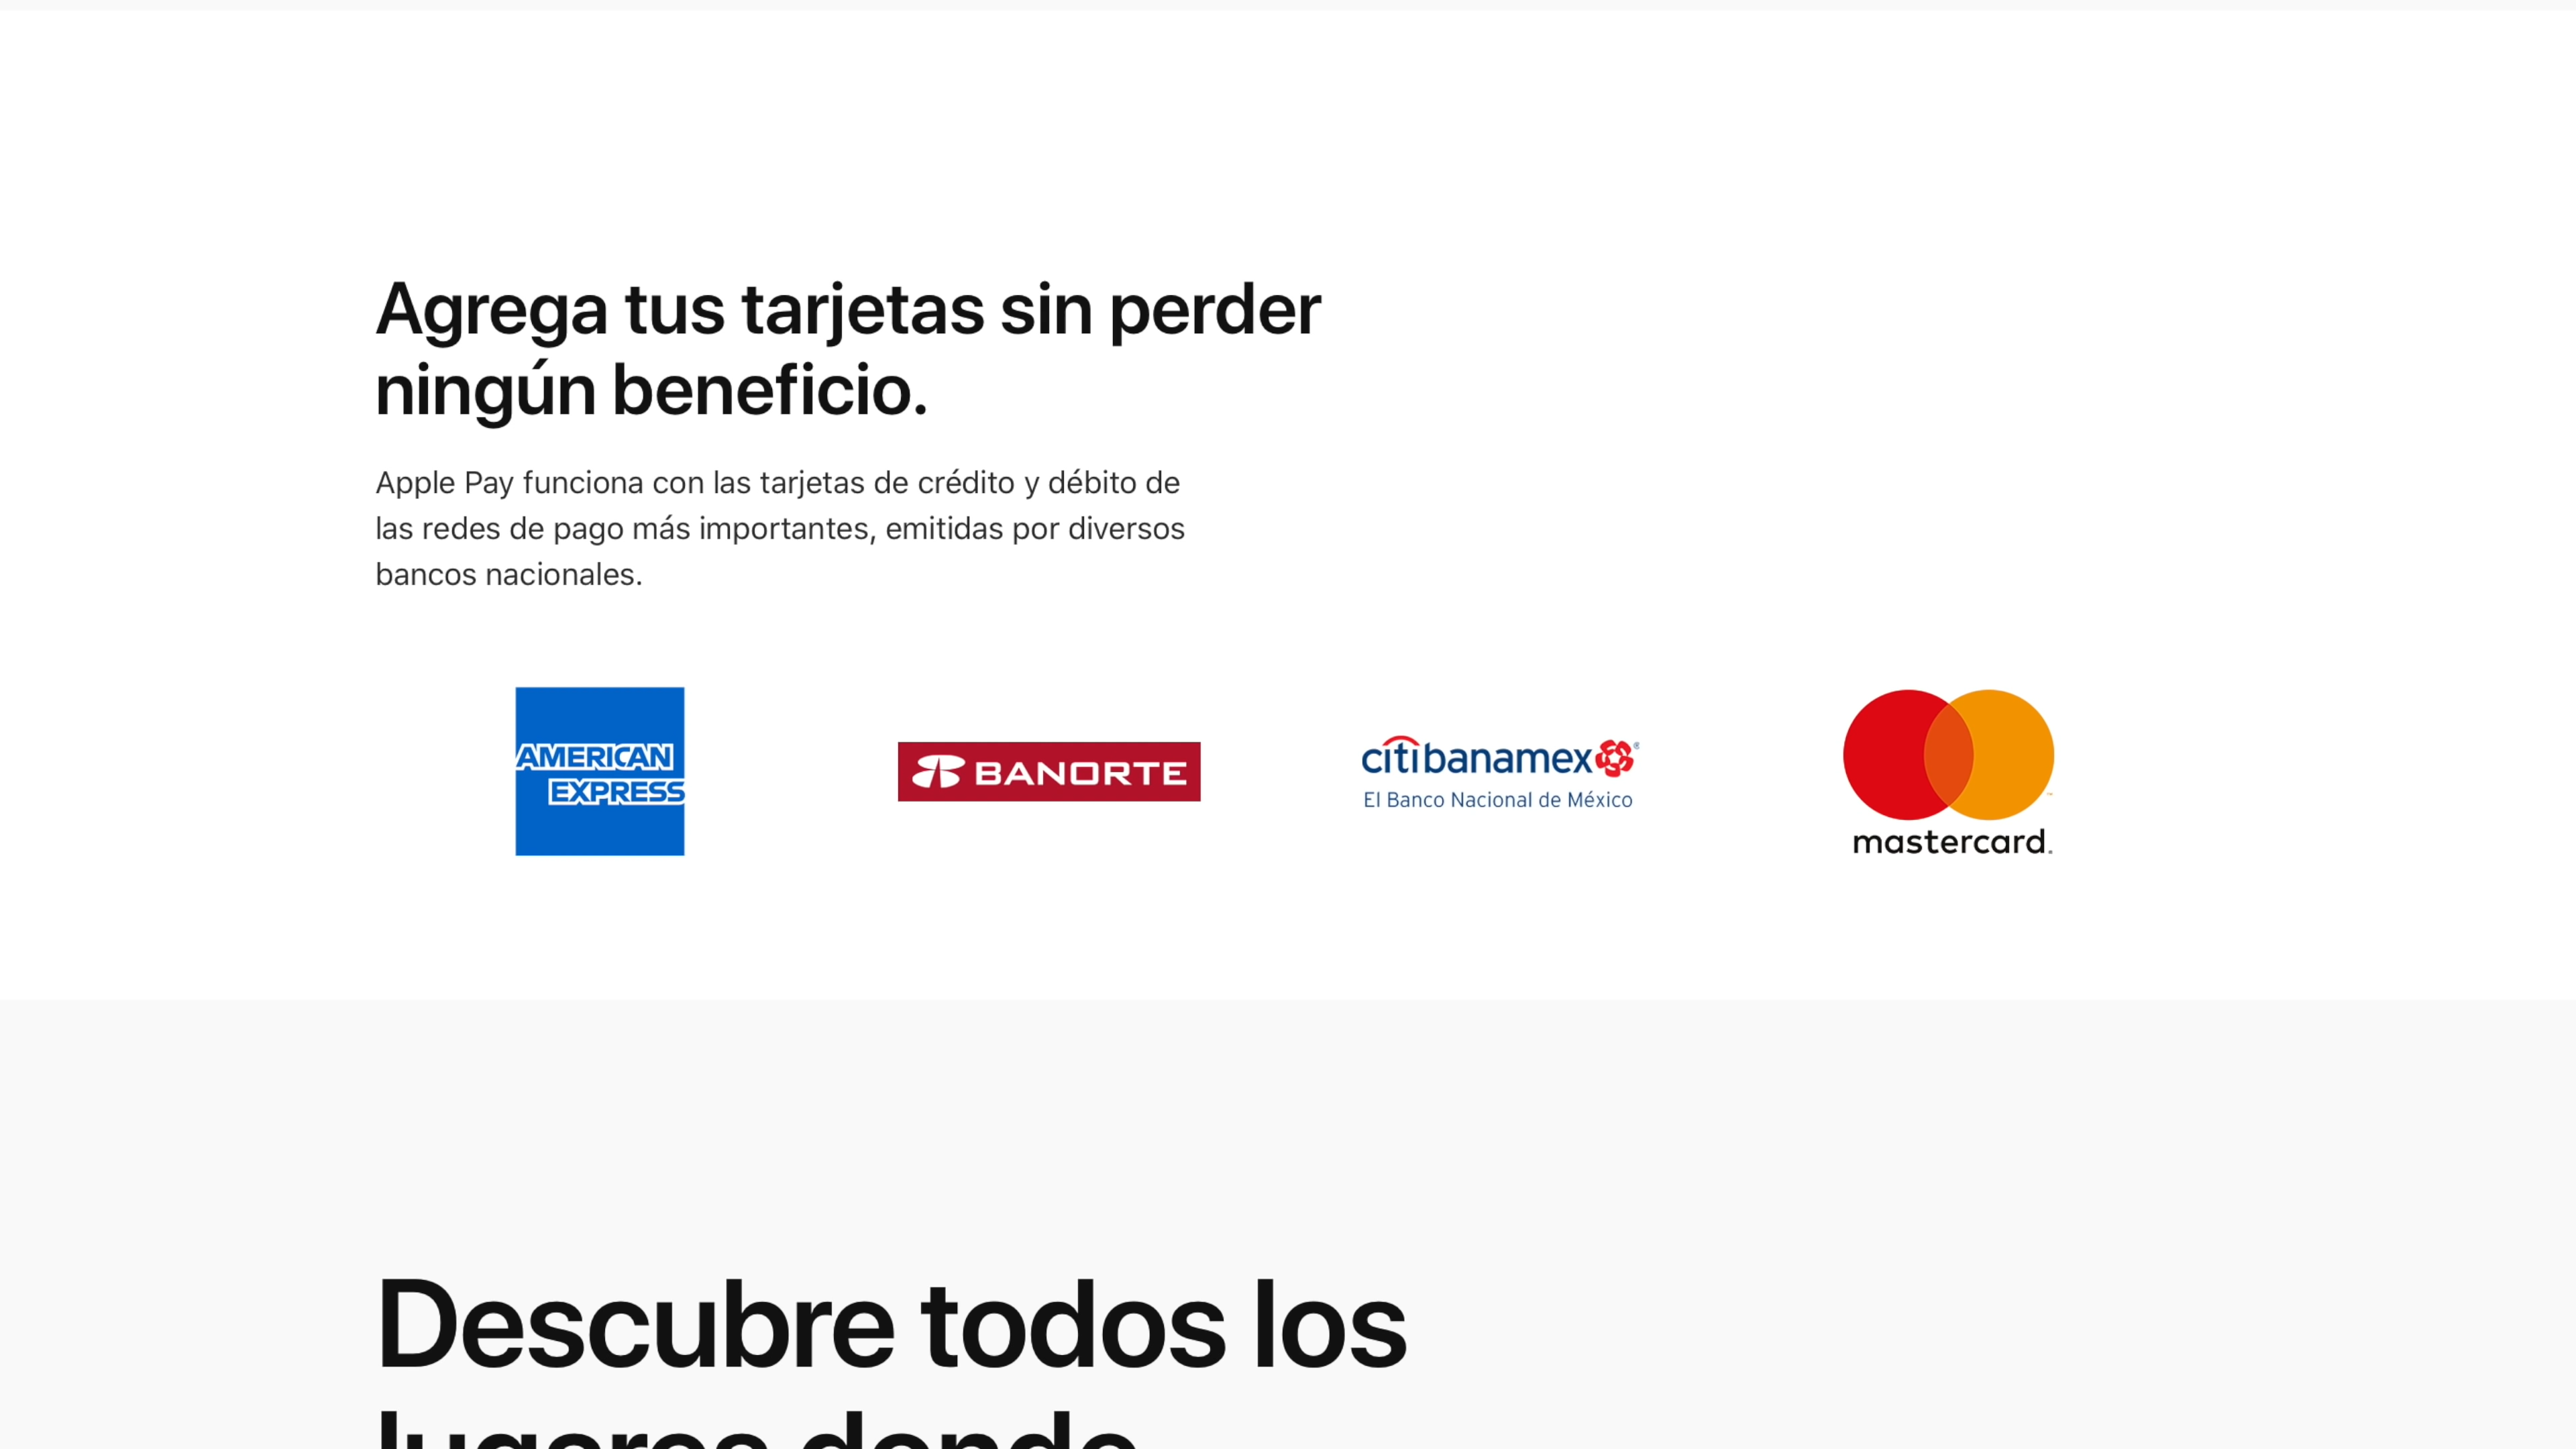 Agrega tus tarjetas sin perder
ningún beneficio.
Apple Pay funciona con las tarjetas de crédito y débito de
las redes de pago más importantes, emitidas por diversos
bancos nacionales.
AMERICAN
EXPRESS
BANORTE
citibanamex®
El Banco Nacional de México
mastercard.
Descubre todos los
lugares donde